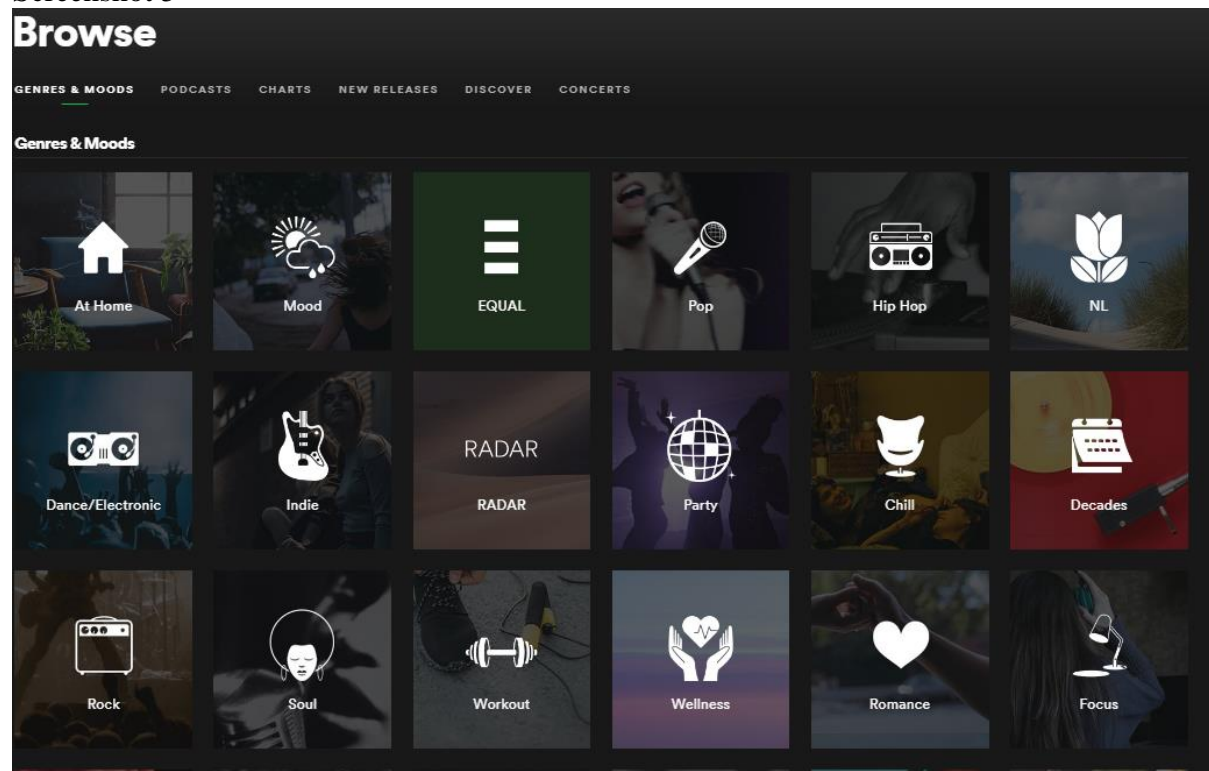 Browse
GENRES & MOODS PODCASTS CHARTS NEW RELEASES DISCOVER CONCERTS
Genres & Moods
At Home Mood EQUAL Pop Hip Hop NL
RADAR
Dance/Electronic Indie RADAR Party Chill Decades
Rock Soul Workout Wellness Romance Focus